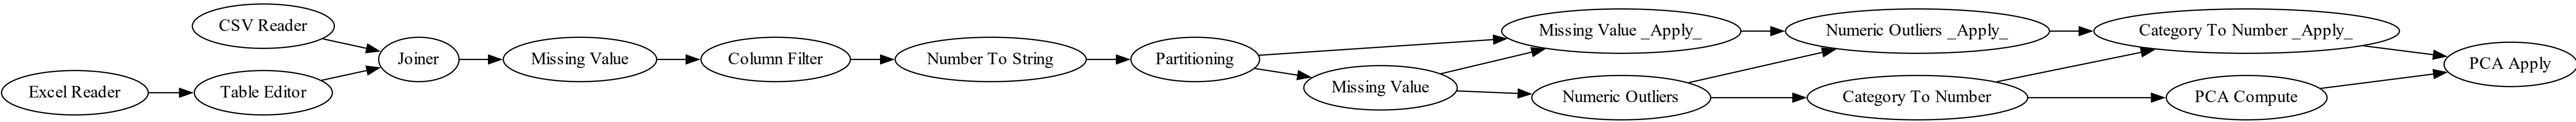 CSV Reader
Excel Reader
Table Editor
Joiner
Missing Value
Column Filter
Number To String
Partitioning
Missing Value _Apply_
Missing Value
Numeric Outliers _Apply_
Numeric Outliers
Category To Number _Apply_
Category To Number
PCA Compute
PCA Apply